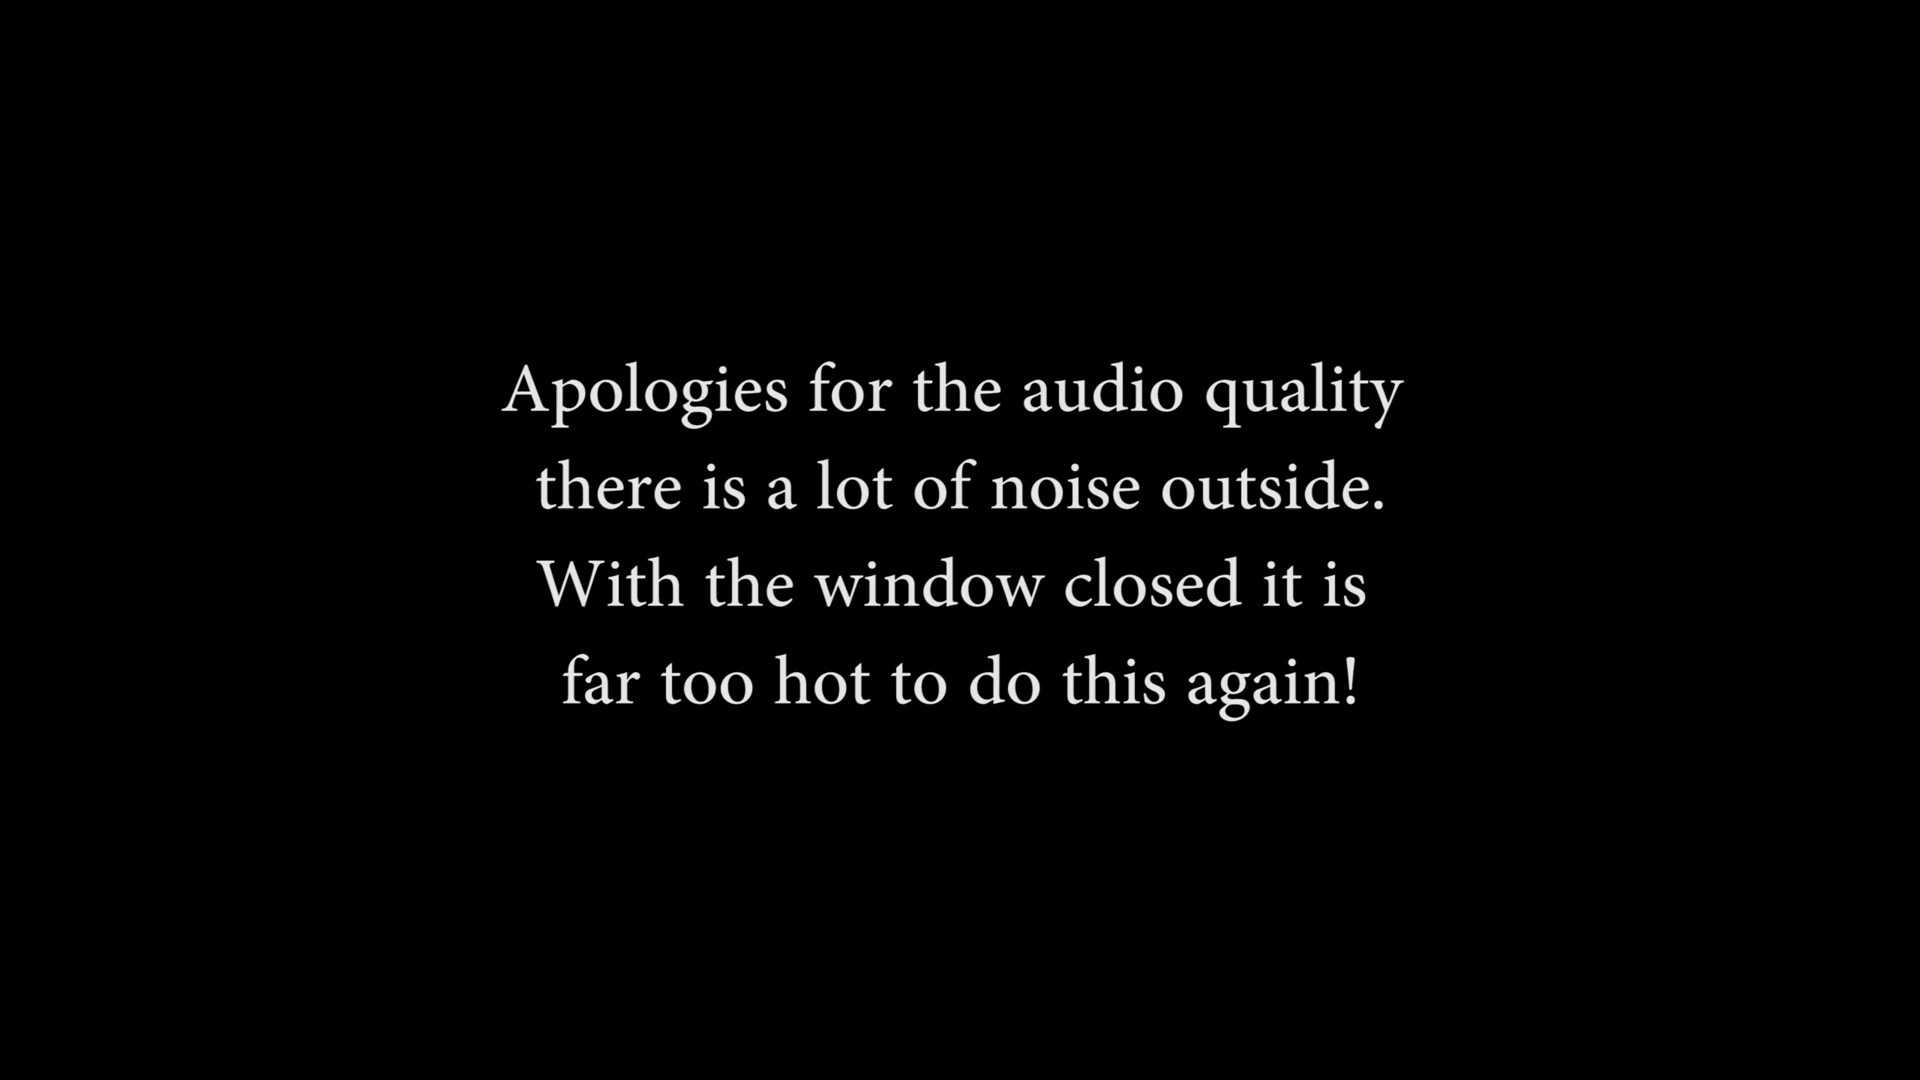 Apologies for the audio quality
there is a lot of noise outside.
With the window closed it is
far too hot to do this again!